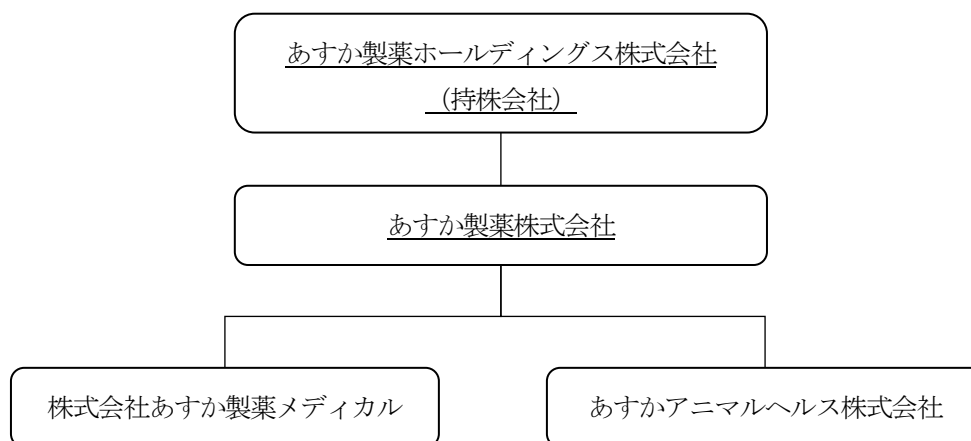 あすか製薬ホールディングス株式会社
（持株会社）
あすか製薬株式会社
株式会社あすか製薬メディカル
あすかアニマルヘルス株式会社